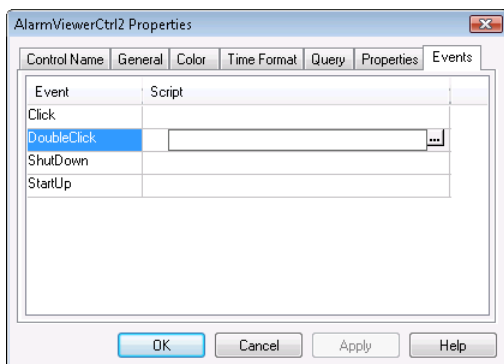 AlarmViewerCtrl2 Properties
Control Name General Color Time Format Query Properties Events
Event Script
Click
DoubleClick ...
ShutDown
StartUp
OK Cancel Apply Help